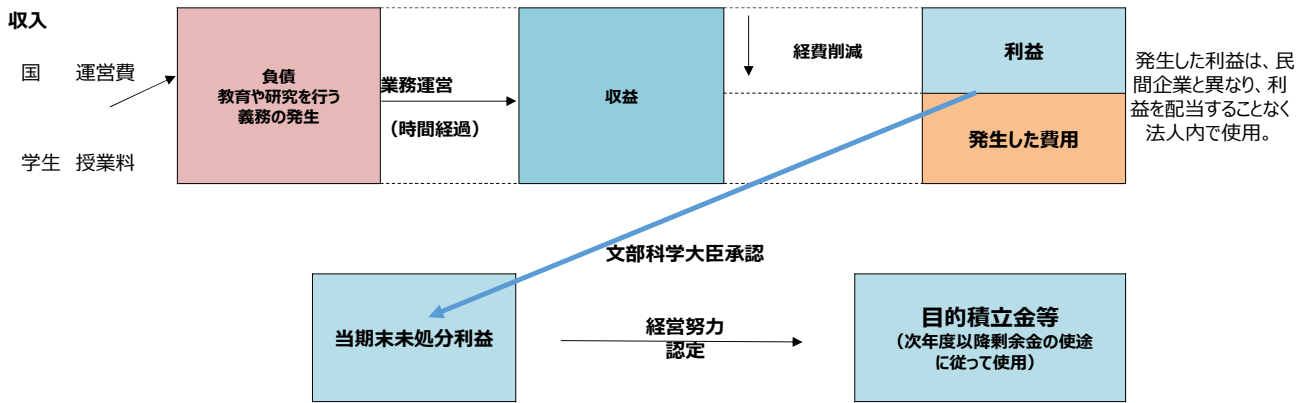 収入
国 運営費
学生 授業料
負債
教育や研究を行う
義務の発生
業務運営
（時間経過）
収益
経費削減
利益
発生した費用
発生した利益は、民
間企業と異なり、利
益を配当することなく
法人内で使用。
文部科学大臣承認
当期末未処分利益
経営努力
認定
目的積立金等
（次年度以降剰余金の使途
に従って使用）